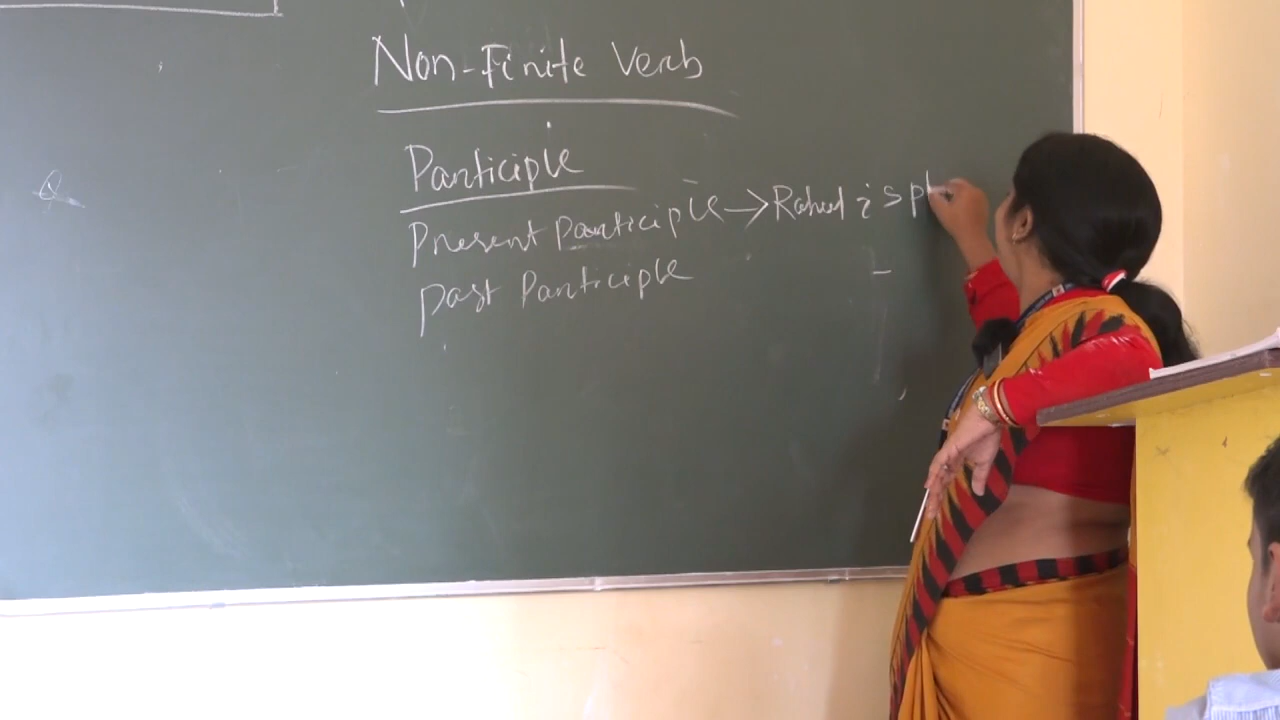 Non-Finite Verb
Participle
Present Participle → Rahul is pl
Past Participle